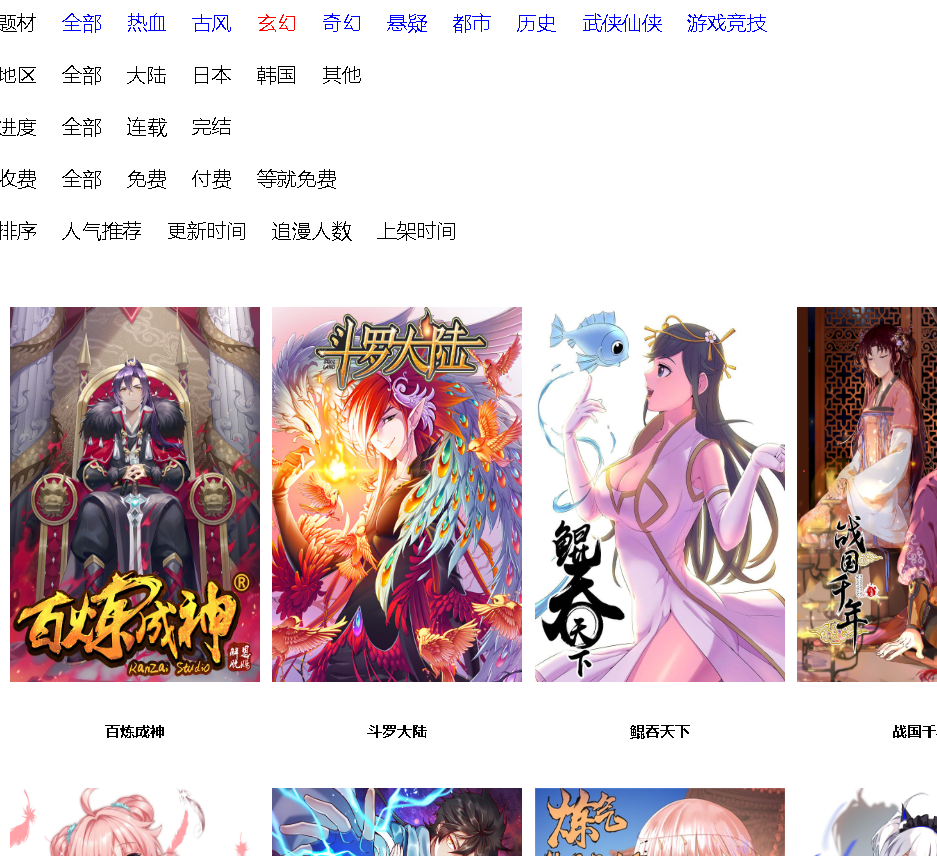 题材 全部 热血 古风 玄幻 奇幻 悬疑 都市 历史 武侠仙侠 游戏竞技
地区 全部 大陆 日本 韩国 其他
进度 全部 连载 完结
收费 全部 免费 付费 等就免费
排序 人气推荐 更新时间 追漫人数 上架时间
百炼成神®
KanZai Studio
斗罗大陆
鲲吞天下
战国千年
百炼成神 斗罗大陆 鲲吞天下 战国千
炼气